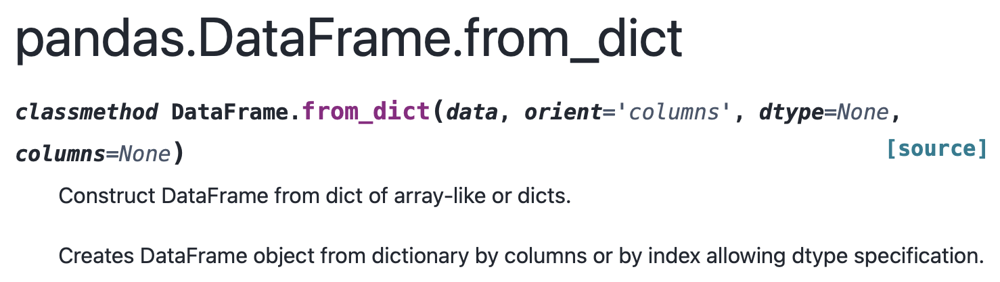 pandas.DataFrame.from_dict
classmethod DataFrame.from_dict(data, orient='columns', dtype=None,
columns=None)
[source]
Construct DataFrame from dict of array-like or dicts.
Creates DataFrame object from dictionary by columns or by index allowing dtype specification.